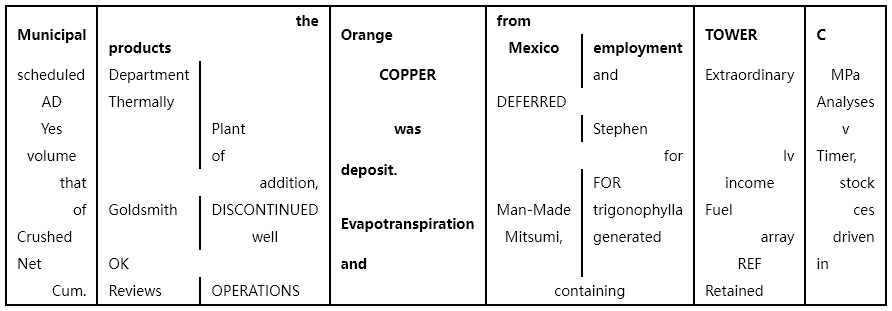 the from
Municipal Orange TOWER C
products Mexico employment
scheduled Department COPPER and Extraordinary MPa
AD Thermally DEFERRED Analyses
Yes Plant was Stephen v
volume of for lv Timer,
deposit.
that addition, FOR income stock
of Goldsmith DISCONTINUED Man-Made trigonophylla Fuel ces
Evapotranspiration
Crushed well Mitsumi, generated array driven
Net OK and REF in
Cum. Reviews OPERATIONS containing Retained